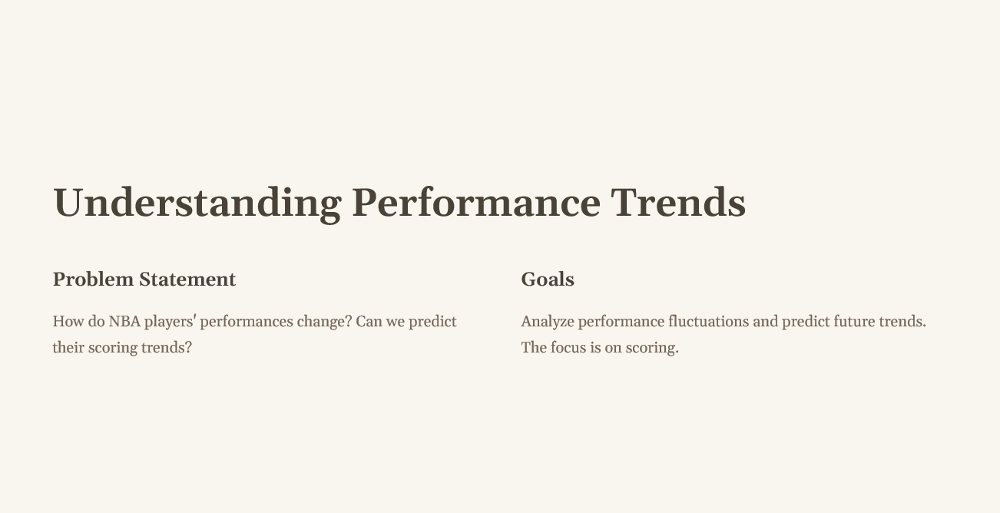 Understanding Performance Trends
Problem Statement
How do NBA players' performances change? Can we predict
their scoring trends?
Goals
Analyze performance fluctuations and predict future trends.
The focus is on scoring.